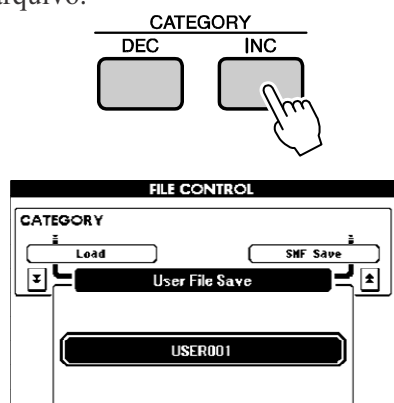 arquivo.
CATEGORY
DEC INC
FILE CONTROL
CATEGORY
Load SMF Save
User File Save
USER001